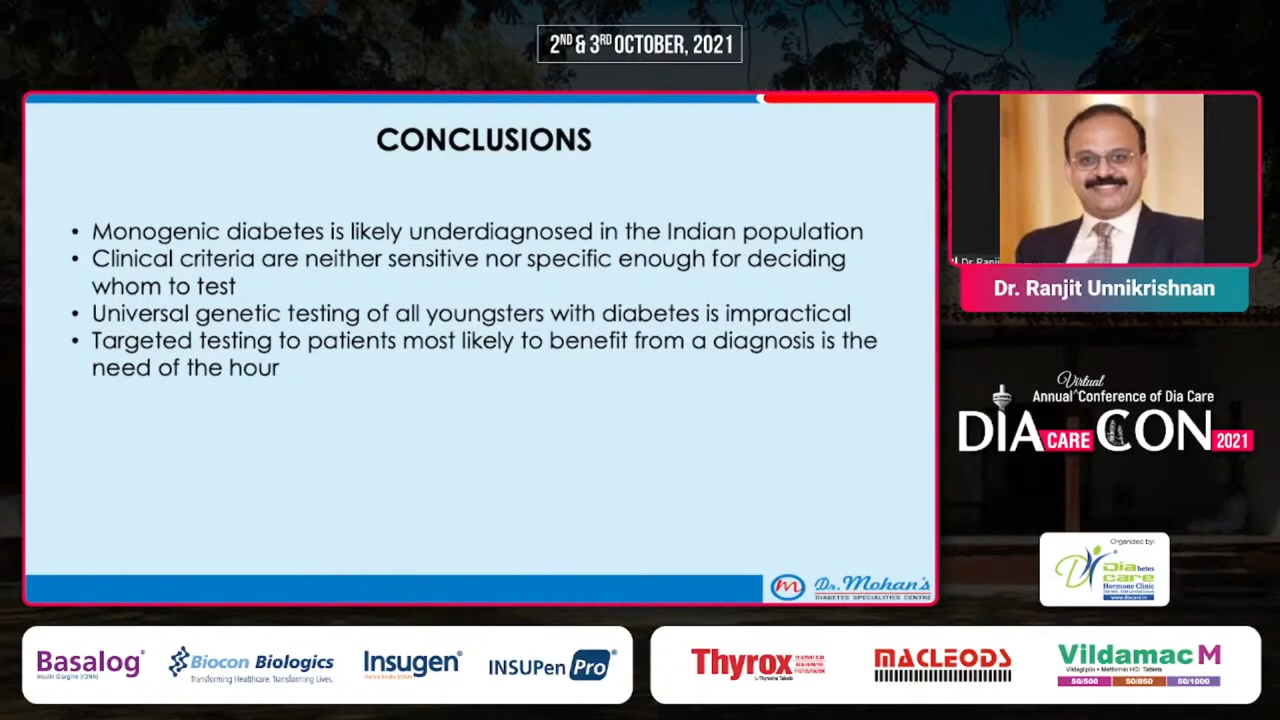 2ND & 3RD OCTOBER, 2021
CONCLUSIONS
• Monogenic diabetes is likely underdiagnosed in the Indian population
• Clinical criteria are neither sensitive nor specific enough for deciding
whom to test
• Universal genetic testing of all youngsters with diabetes is impractical
• Targeted testing to patients most likely to benefit from a diagnosis is the
need of the hour
Dr. Mohan's
DIABETES SPECIALITIES CENTRE
Dr. Ranjit Unnikrishnan
Virtual
Annual ^ Conference of Dia Care
DIA CARE CON 2021
Organized by:
Diabetes
care
Hormone Clinic
www.diacare.in
Basalog®
Insulin Glargine (rDNA)
Biocon Biologics
Transforming Healthcare. Transforming Lives.
Insugen®
Human Insulin (rDNA)
INSUPen Pro®
Thyrox
L-Thyroxine Tablets
MACLEODS
Vildamac M
Vildagliptin + Metformin HCl Tablets
50/500 50/850 50/1000